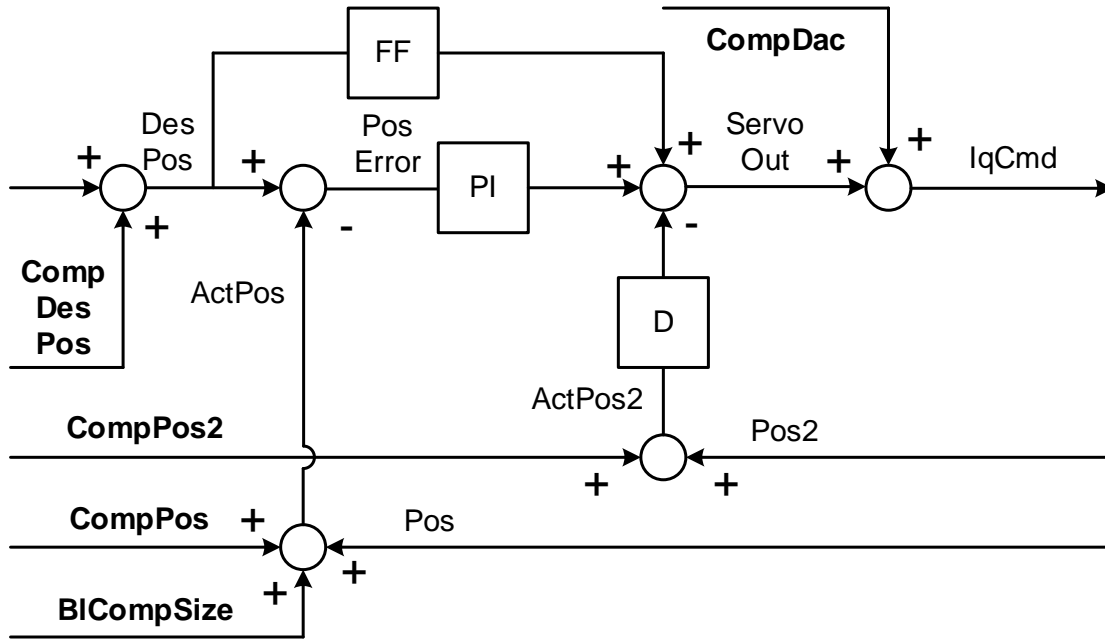 CompDac
FF
Des
Pos
Pos
Error
Servo
Out
IqCmd
+
+
+
+
+
+
PI
+
-
-
Comp
Des
Pos
ActPos
D
ActPos2
CompPos2
Pos2
+
+
CompPos
+
Pos
+
+
BlCompSize